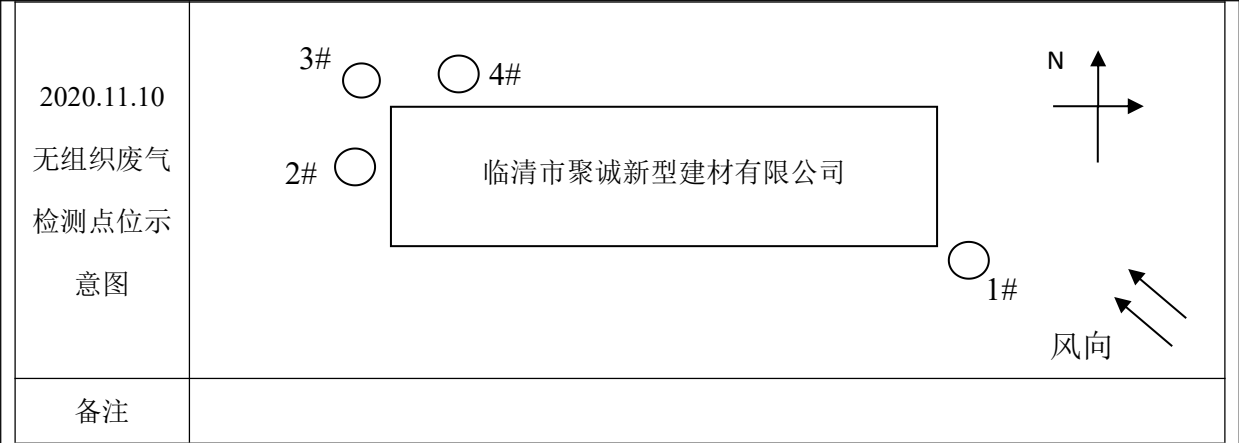 2020.11.10
无组织废气
检测点位示
意图
3#
4#
2#
临清市聚诚新型建材有限公司
1#
N
风向
备注